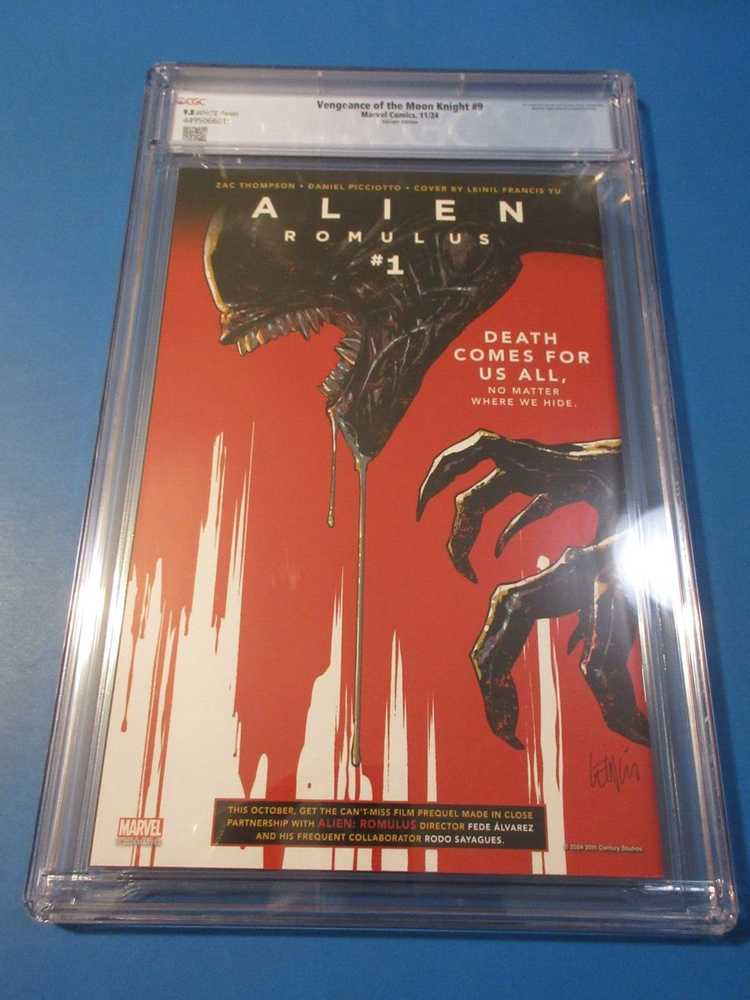 CGC
Vengeance of the Moon Knight #9
9.8 WHITE Pages
Marvel Comics, 11/24
Variant Edition
ZAC THOMPSON • DANIEL PICCIOTTO • COVER BY LEINIL FRANCIS YU
ALIEN
ROMULUS
#1
DEATH
COMES FOR
US ALL,
NO MATTER
WHERE WE HIDE.
THIS OCTOBER, GET THE CAN'T-MISS FILM PREQUEL MADE IN CLOSE
PARTNERSHIP WITH ALIEN: ROMULUS DIRECTOR FEDE ÁLVAREZ
AND HIS FREQUENT COLLABORATOR RODO SAYAGUES.
MARVEL
© 2024 20th Century Studios